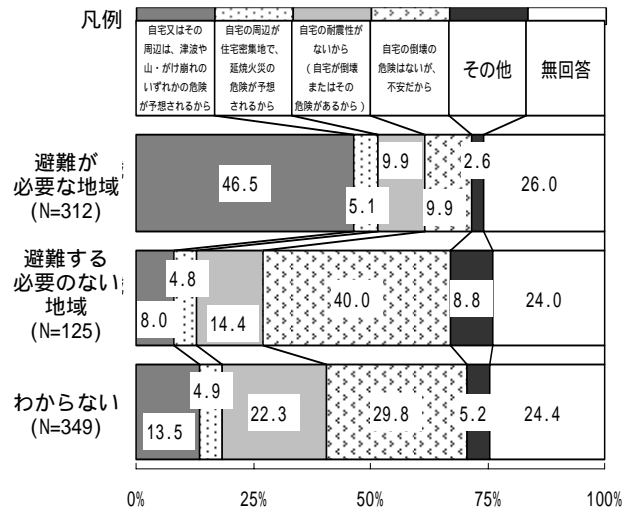 凡例
自宅又はその
周辺は、津波や
山・がけ崩れの
いずれかの危険
が予想されるから
自宅の周辺が
住宅密集地で、
延焼火災の
危険が予想
されるから
自宅の耐震性が
ないから
(自宅が倒壊
またはその
危険があるから)
自宅の倒壊の
危険はないが、
不安だから
その他
無回答
避難が
必要な地域
(N=312)
46.5
5.1
9.9
9.9
2.6
26.0
避難する
必要のない
地域
(N=125)
8.0
4.8
14.4
40.0
8.8
24.0
わからない
(N=349)
13.5
4.9
22.3
29.8
5.2
24.4
0%
25%
50%
75%
100%